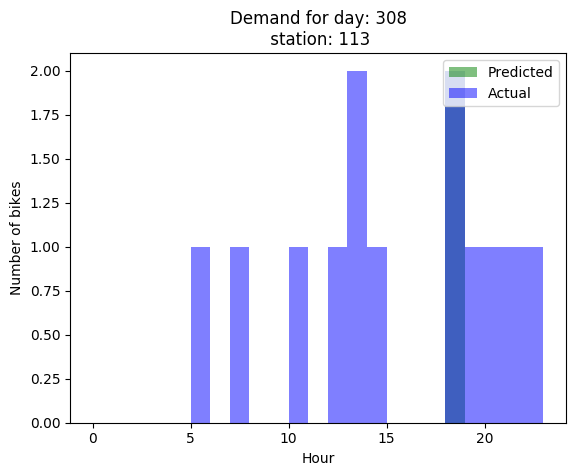 Demand for day: 308
station: 113
Predicted
Actual
Number of bikes
2.00
1.75
1.50
1.25
1.00
0.75
0.50
0.25
0.00
0
5
10
15
20
Hour